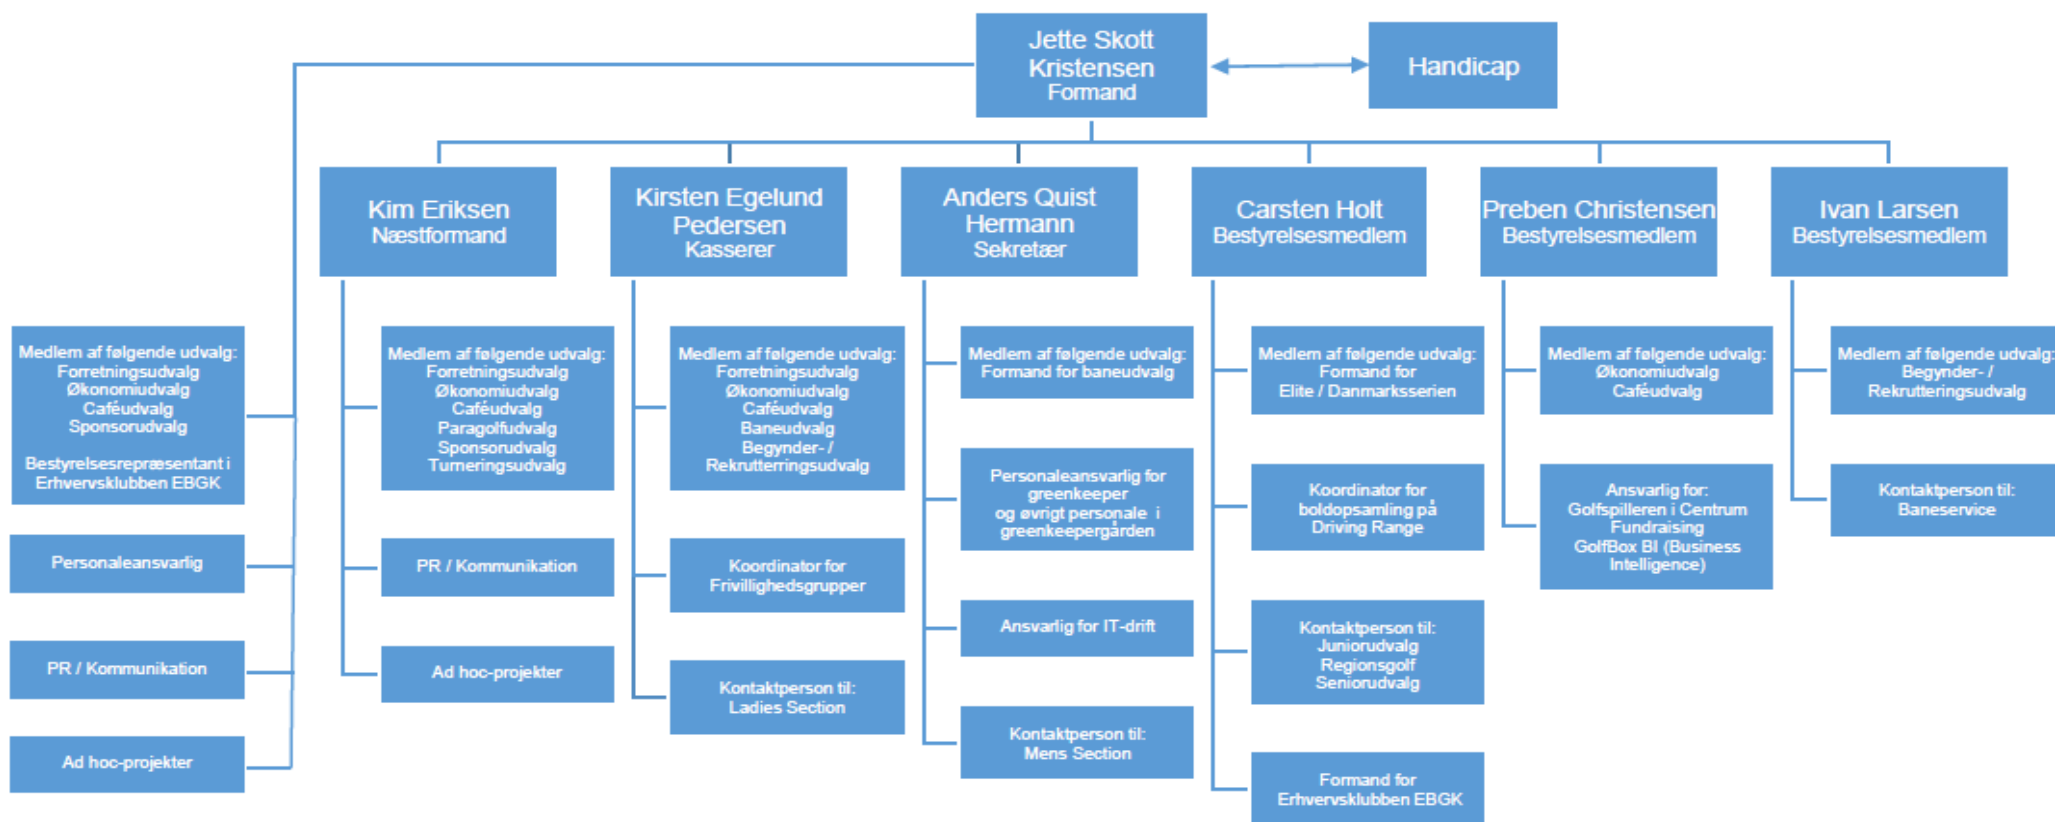 Jette Skott
Kristensen
Formand
Handicap
Kim Eriksen
Næstformand
Kirsten Egelund
Pedersen
Kasserer
Anders Quist
Hermann
Sekretær
Carsten Holt
Bestyrelsesmedlem
Preben Christensen
Bestyrelsesmedlem
Ivan Larsen
Bestyrelsesmedlem
Medlem af følgende udvalg:
Forretningsudvalg
Økonomiudvalg
Caféudvalg
Sponsorudvalg
Bestyrelsesrepræsentant i
Erhvervsklubben EBGK
Personaleansvarlig
PR / Kommunikation
Ad hoc-projekter
Medlem af følgende udvalg:
Forretningsudvalg
Økonomiudvalg
Caféudvalg
Paragolfudvalg
Sponsorudvalg
Turneringsudvalg
PR / Kommunikation
Ad hoc-projekter
Medlem af følgende udvalg:
Forretningsudvalg
Økonomiudvalg
Caféudvalg
Baneudvalg
Begynder- /
Rekrutterringsudvalg
Koordinator for
Frivillighedsgrupper
Kontaktperson til:
Ladies Section
Medlem af følgende udvalg:
Formand for baneudvalg
Personaleansvarlig for
greenkeeper
og øvrigt personale i
greenkeepergården
Ansvarlig for IT-drift
Kontaktperson til:
Mens Section
Medlem af følgende udvalg:
Formand for
Elite / Danmarksserien
Koordinator for
boldopsamling på
Driving Range
Kontaktperson til:
Juniorudvalg
Regionsgolf
Seniorudvalg
Formand for
Erhvervsklubben EBGK
Medlem af følgende udvalg:
Økonomiudvalg
Caféudvalg
Ansvarlig for:
Golfspilleren i Centrum
Fundraising
GolfBox BI (Business
Intelligence)
Medlem af følgende udvalg:
Begynder- /
Rekrutteringsudvalg
Kontaktperson til:
Baneservice